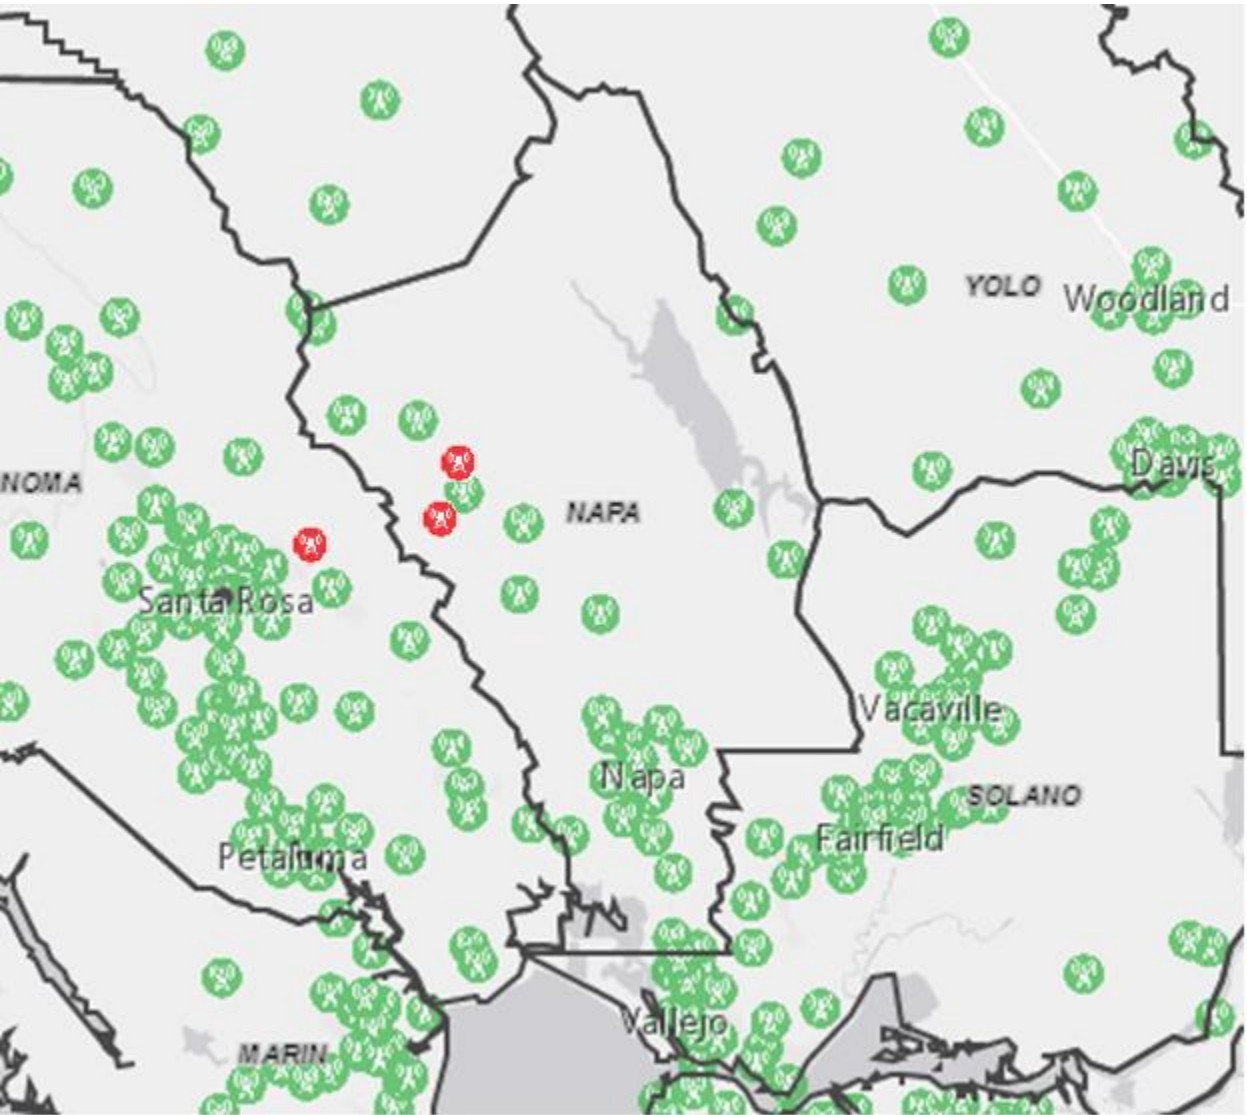 YOLO
Woodland
Davis
NOMA
NAPA
Santa Rosa
Vacaville
Napa
SOLANO
Fairfield
Petaluma
Vallejo
MARIN